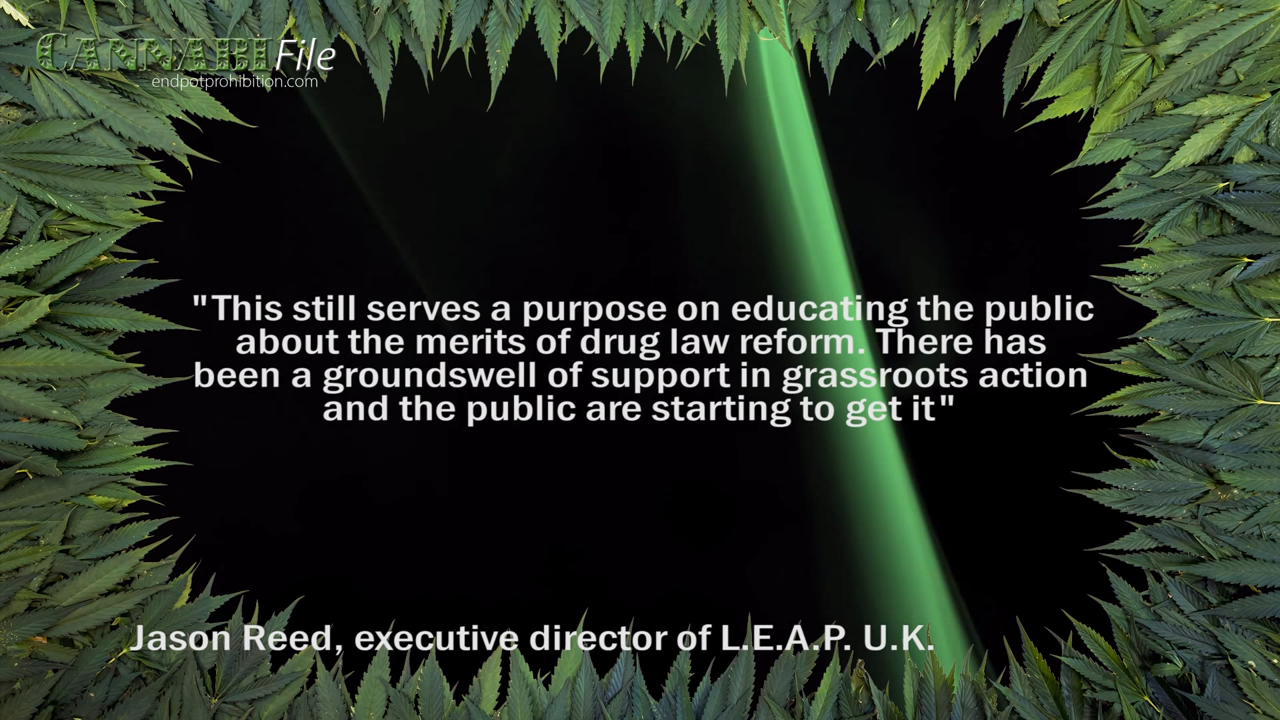 CANNABIFile
endpotprohibition.com
"This still serves a purpose on educating the public
about the merits of drug law reform. There has
been a groundswell of support in grassroots action
and the public are starting to get it"
Jason Reed, executive director of L.E.A.P. U.K.